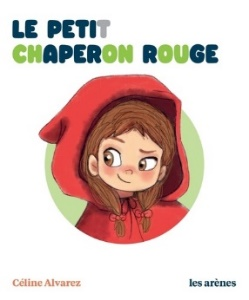 LE PETIT
CHAPERON ROUGE
Céline Alvarez
les arènes